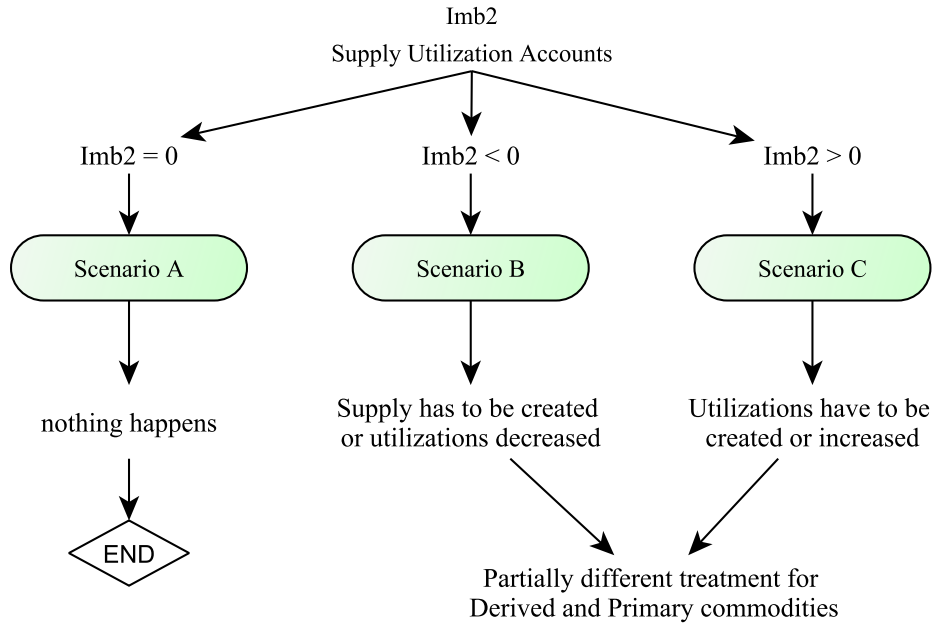 Imb2
Supply Utilization Accounts
Imb2 = 0
Imb2 < 0
Imb2 > 0
Scenario A
Scenario B
Scenario C
nothing happens
Supply has to be created
or utilizations decreased
Utilizations have to be
created or increased
END
Partially different treatment for
Derived and Primary commodities